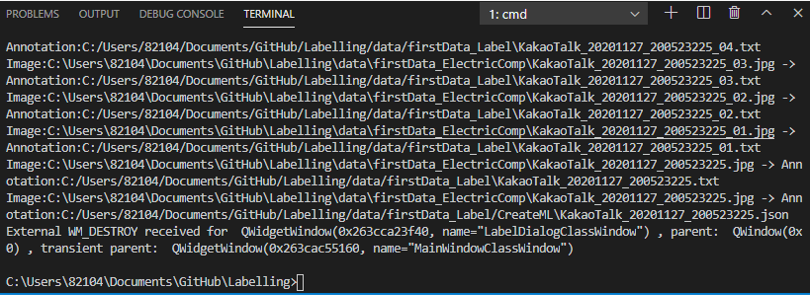 PROBLEMS OUTPUT DEBUG CONSOLE TERMINAL 1: cmd
Annotation:C:/Users/82104/Documents/GitHub/Labelling/data/firstData_Label\KakaoTalk_20201127_200523225_04.txt
Image:C:\Users\82104\Documents\GitHub\Labelling\data\firstData_ElectricComp\KakaoTalk_20201127_200523225_03.jpg ->
Annotation:C:/Users/82104/Documents/GitHub/Labelling/data/firstData_Label\KakaoTalk_20201127_200523225_03.txt
Image:C:\Users\82104\Documents\GitHub\Labelling\data\firstData_ElectricComp\KakaoTalk_20201127_200523225_02.jpg ->
Annotation:C:/Users/82104/Documents/GitHub/Labelling/data/firstData_Label\KakaoTalk_20201127_200523225_02.txt
Image:C:\Users\82104\Documents\GitHub\Labelling\data\firstData_ElectricComp\KakaoTalk_20201127_200523225_01.jpg ->
Annotation:C:/Users/82104/Documents/GitHub/Labelling/data/firstData_Label\KakaoTalk_20201127_200523225_01.txt
Image:C:\Users\82104\Documents\GitHub\Labelling\data\firstData_ElectricComp\KakaoTalk_20201127_200523225.jpg -> Ann
otation:C:/Users/82104/Documents/GitHub/Labelling/data/firstData_Label\KakaoTalk_20201127_200523225.txt
Image:C:\Users\82104\Documents\GitHub\Labelling\data\firstData_ElectricComp\KakaoTalk_20201127_200523225.jpg -> Ann
otation:C:/Users/82104/Documents/GitHub/Labelling/data/firstData_Label/CreateML\KakaoTalk_20201127_200523225.json
External WM_DESTROY received for  QWidgetWindow(0x263cca23f40, name="LabelDialogClassWindow") , parent:  QWindow(0x
0) , transient parent:  QWidgetWindow(0x263cac55160, name="MainWindowClassWindow")
C:\Users\82104\Documents\GitHub\Labelling>